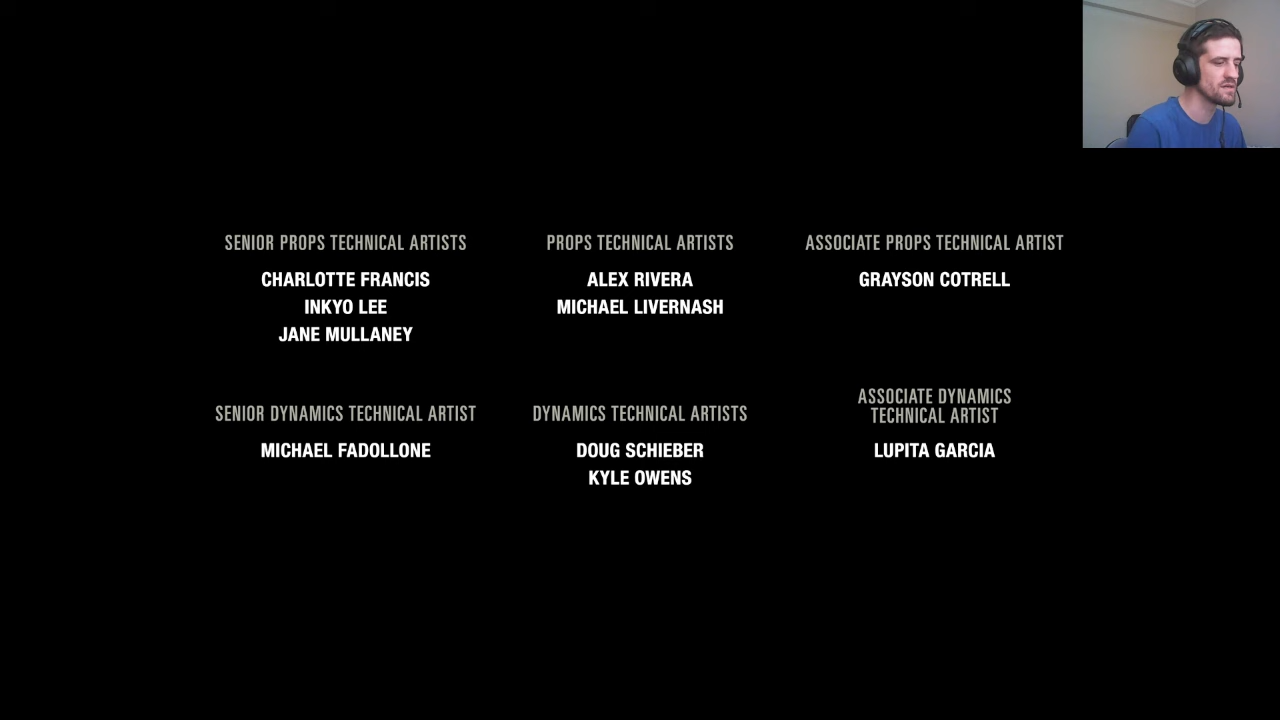 SENIOR PROPS TECHNICAL ARTISTS
CHARLOTTE FRANCIS
INKYO LEE
JANE MULLANEY
PROPS TECHNICAL ARTISTS
ALEX RIVERA
MICHAEL LIVERNASH
ASSOCIATE PROPS TECHNICAL ARTIST
GRAYSON COTRELL
SENIOR DYNAMICS TECHNICAL ARTIST
MICHAEL FADOLLONE
DYNAMICS TECHNICAL ARTISTS
DOUG SCHIEBER
KYLE OWENS
ASSOCIATE DYNAMICS
TECHNICAL ARTIST
LUPITA GARCIA